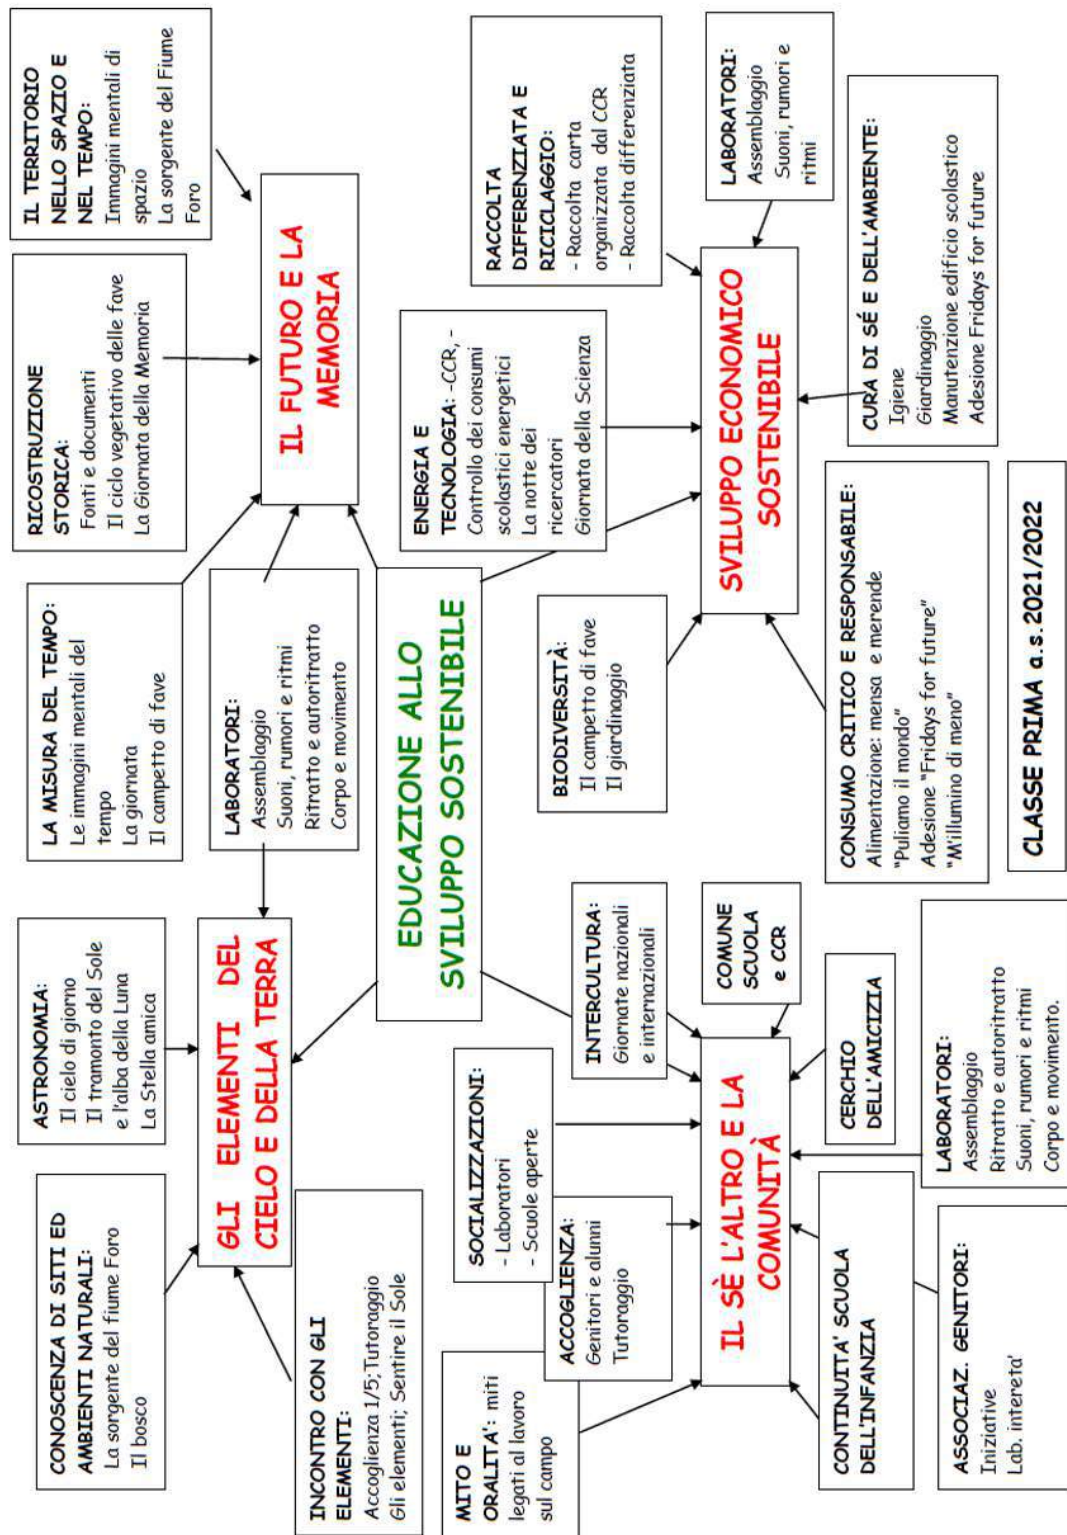 CONOSCENZA DI SITI ED
AMBIENTI NATURALI:
La sorgente del fiume Foro
Il bosco
ASTRONOMIA:
Il cielo di giorno
Il tramonto del Sole
e l'alba della Luna
La Stella amica
LA MISURA DEL TEMPO:
Le immagini mentali del
tempo
La giornata
Il campetto di fave
RICOSTRUZIONE
STORICA:
Fonti e documenti
Il ciclo vegetativo delle fave
La Giornata della Memoria
IL TERRITORIO
NELLO SPAZIO E
NEL TEMPO:
Immagini mentali di
spazio
La sorgente del Fiume
Foro
GLI ELEMENTI DEL
CIELO E DELLA TERRA
LABORATORI:
Assemblaggio
Suoni, rumori e ritmi
Ritratto e autoritratto
Corpo e movimento
IL FUTURO E LA
MEMORIA
INCONTRO CON GLI
ELEMENTI:
Accoglienza 1/5;Tutoraggio
Gli elementi; Sentire il Sole
EDUCAZIONE ALLO
SVILUPPO SOSTENIBILE
ENERGIA E
TECNOLOGIA: -CCR, -
Controllo dei consumi
scolastici energetici
La notte dei
ricercatori
Giornata della Scienza
RACCOLTA
DIFFERENZIATA E
RICICLAGGIO:
- Raccolta carta
organizzata dal CCR
- Raccolta differenziata
MITO E
ORALITA': miti
legati al lavoro
sul campo
SOCIALIZZAZIONI:
- Laboratori
- Scuole aperte
ACCOGLIENZA:
Genitori e alunni
Tutoraggio
INTERCULTURA:
Giornate nazionali
e internazionali
BIODIVERSITÀ:
Il campetto di fave
Il giardinaggio
IL SÈ L'ALTRO E LA
COMUNITÀ
COMUNE
SCUOLA
e CCR
SVILUPPO ECONOMICO
SOSTENIBILE
LABORATORI:
Assemblaggio
Suoni, rumori e
ritmi
CONTINUITA' SCUOLA
DELL'INFANZIA
CERCHIO
DELL'AMICIZIA
CONSUMO CRITICO E RESPONSABILE:
Alimentazione: mensa e merende
"Puliamo il mondo"
Adesione "Fridays for future"
"M'illumino di meno"
CURA DI SÉ E DELL'AMBIENTE:
Igiene
Giardinaggio
Manutenzione edificio scolastico
Adesione Fridays for future
ASSOCIAZ. GENITORI:
Iniziative
Lab. intereta'
LABORATORI:
Assemblaggio
Ritratto e autoritratto
Suoni, rumori e ritmi
Corpo e movimento.
CLASSE PRIMA a.s.2021/2022